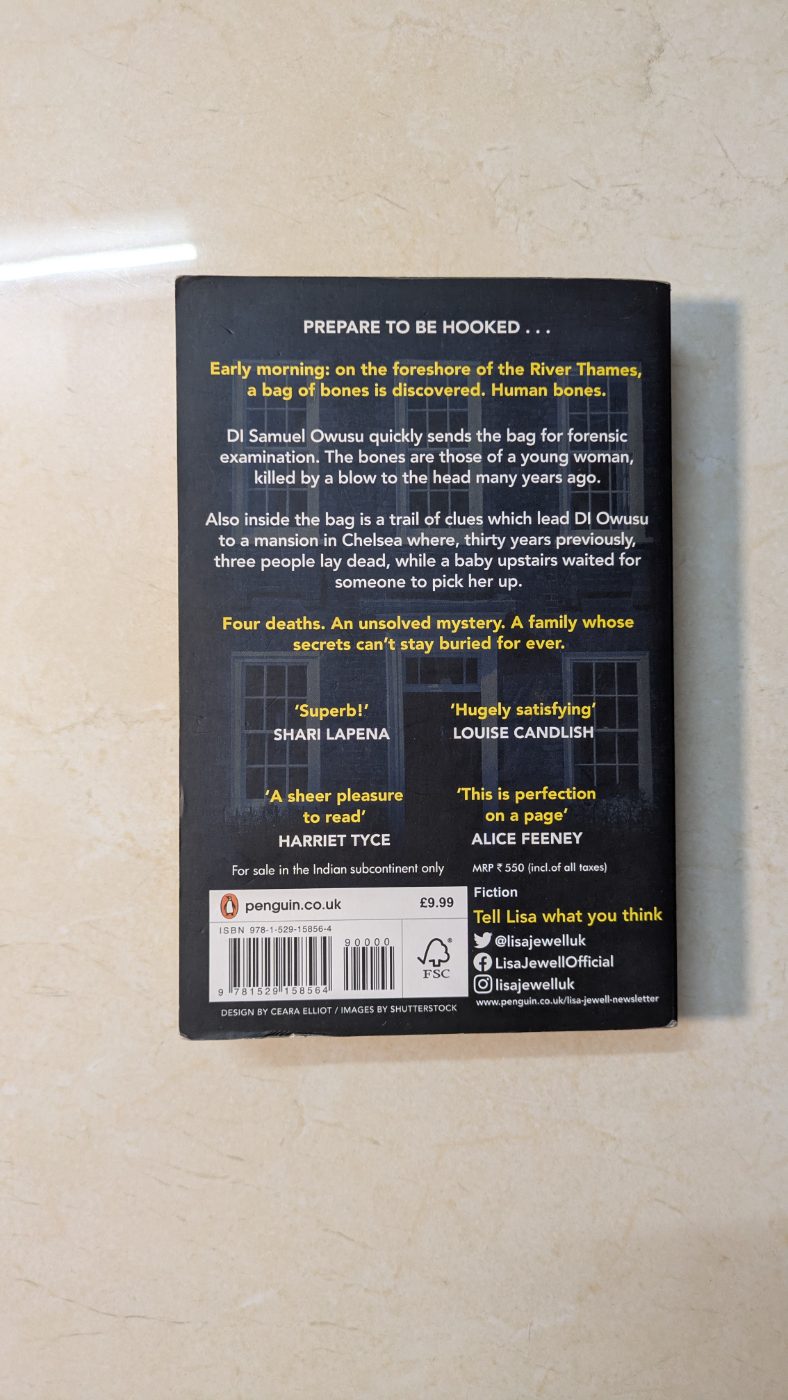 PREPARE TO BE HOOKED . . .
Early morning: on the foreshore of the River Thames,
a bag of bones is discovered. Human bones.
DI Samuel Owusu quickly sends the bag for forensic
examination. The bones are those of a young woman,
killed by a blow to the head many years ago.
Also inside the bag is a trail of clues which lead DI Owusu
to a mansion in Chelsea where, thirty years previously,
three people lay dead, while a baby upstairs waited for
someone to pick her up.
Four deaths. An unsolved mystery. A family whose
secrets can't stay buried for ever.
'Superb!'
SHARI LAPENA
'Hugely satisfying'
LOUISE CANDLISH
'A sheer pleasure
to read'
HARRIET TYCE
'This is perfection
on a page'
ALICE FEENEY
For sale in the Indian subcontinent only
MRP ₹ 550 (incl.of all taxes)
penguin.co.uk
£9.99
ISBN 978-1-529-15856-4
90000
9 781529 158564
FSC
®
Fiction
Tell Lisa what you think
@lisajewelluk
LisaJewellOfficial
lisajewelluk
www.penguin.co.uk/lisa-jewell-newsletter
DESIGN BY CEARA ELLIOT / IMAGES BY SHUTTERSTOCK